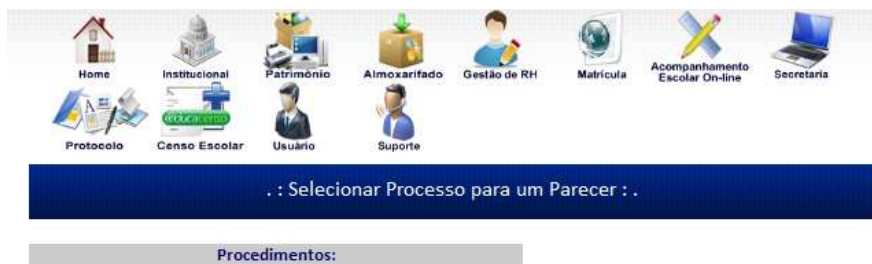 Home Institucional Patrimônio Almoxarifado Gestão de RH Matrícula Acompanhamento Escolar On-line Secretaria
educacenso
Protocolo Censo Escolar Usuário Suporte
. : Selecionar Processo para um Parecer : .
Procedimentos: